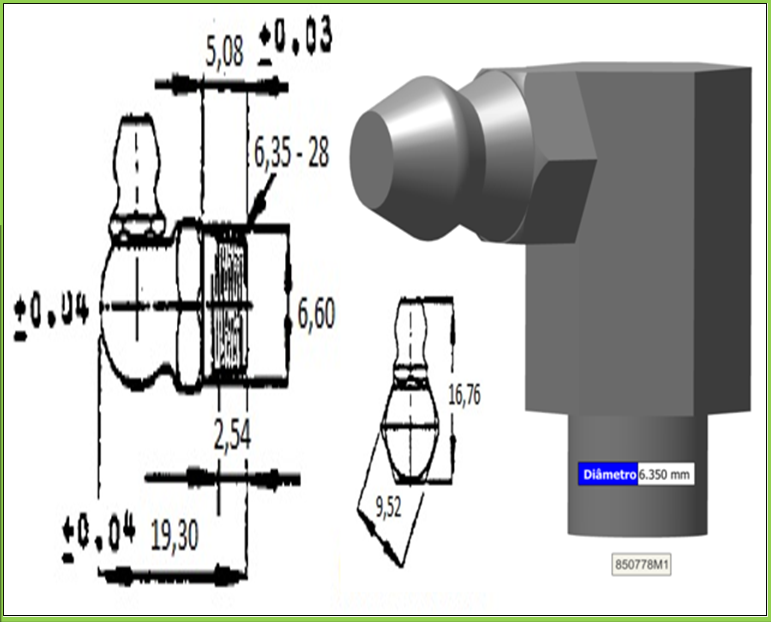 5,08 ±0.03
6,35 - 28
±0.04
6,60
2,54
±0.04 19,30
16,76
9,52
Diâmetro 6.350 mm
850778M1